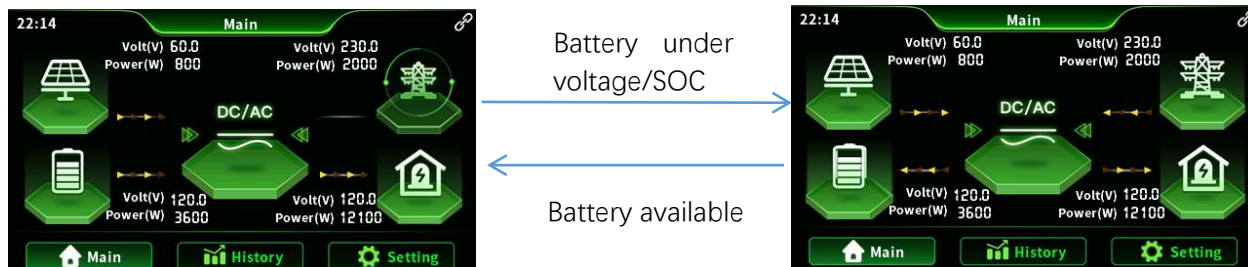 22:14
Main
Volt(V) 60.0
Power(W) 800
Volt(V) 230.0
Power(W) 2000
DC/AC
Volt(V) 120.0
Power(W) 3600
Volt(V) 120.0
Power(W) 12100
Main
History
Setting
Battery under
voltage/SOC
Battery available
22:14
Main
Volt(V) 60.0
Power(W) 800
Volt(V) 230.0
Power(W) 2000
DC/AC
Volt(V) 120.0
Power(W) 3600
Volt(V) 120.0
Power(W) 12100
Main
History
Setting